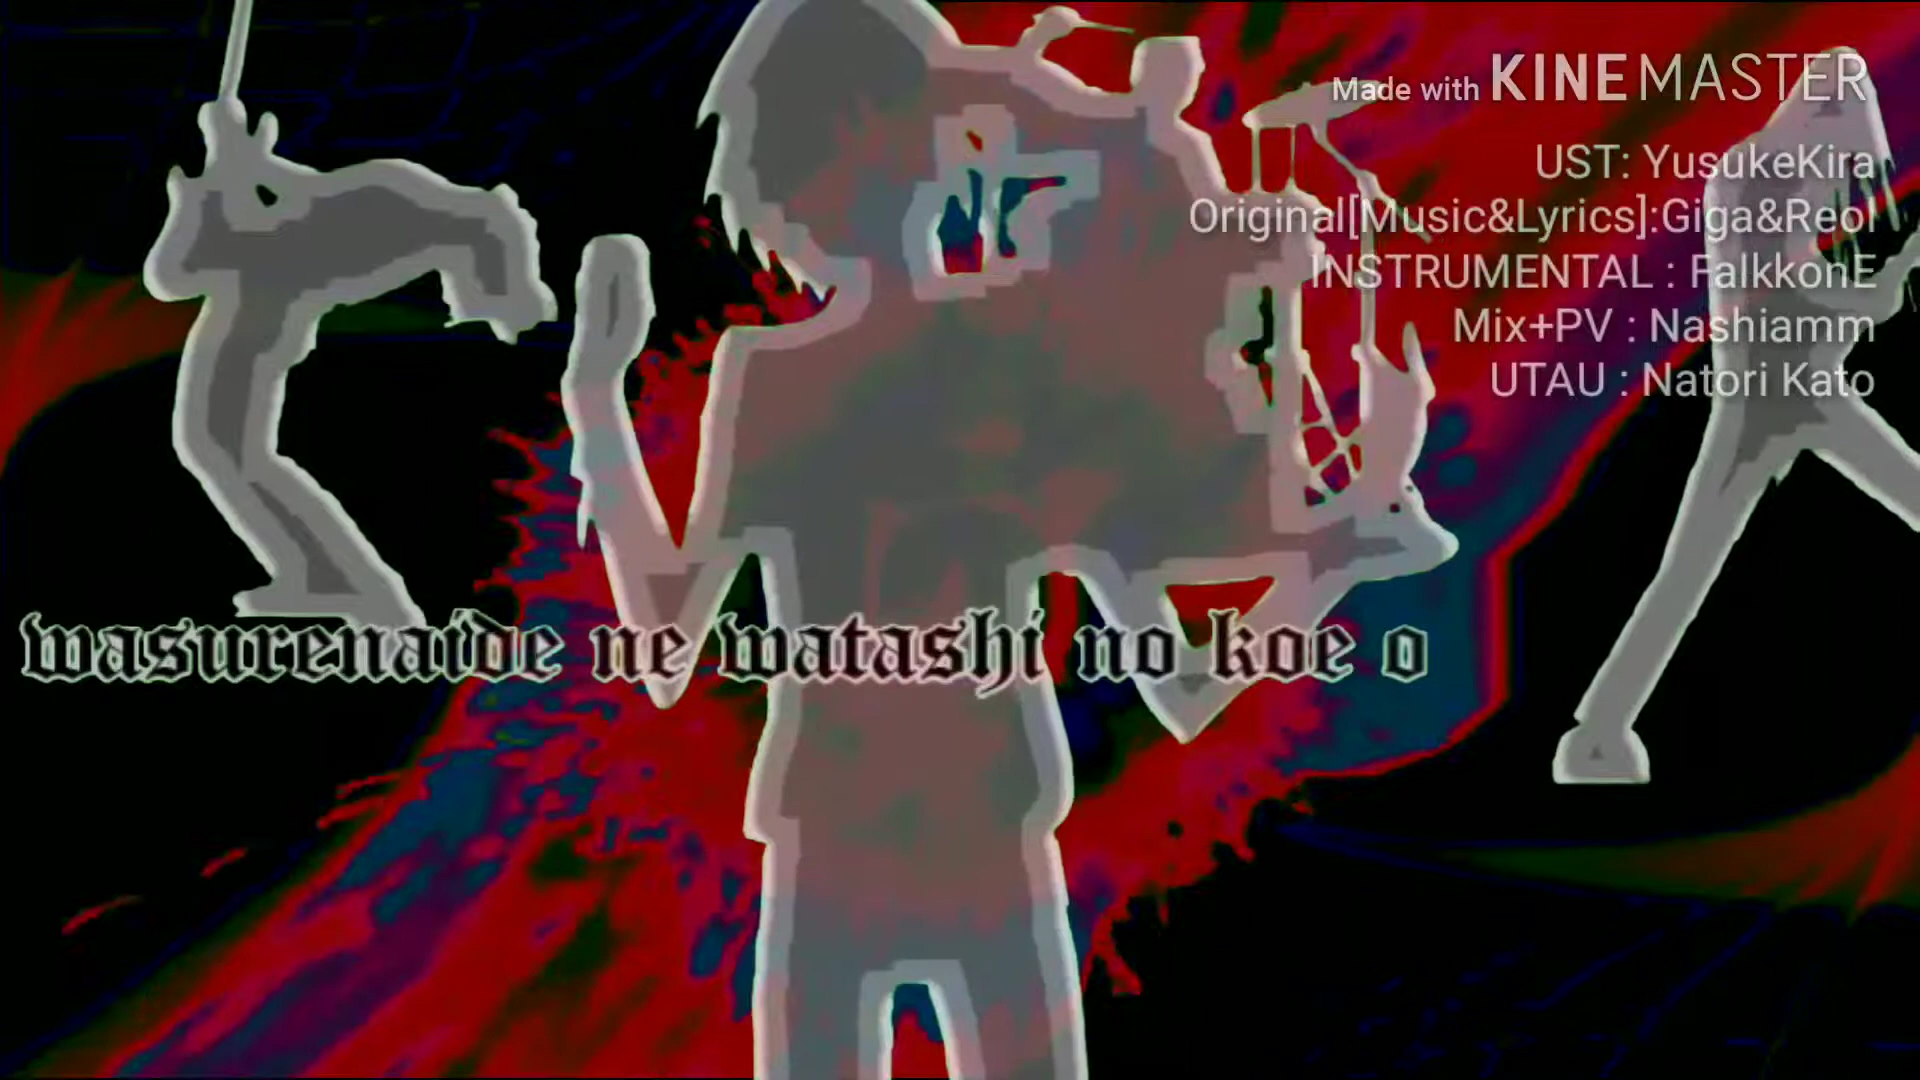 Made with KINEMASTER
UST: YusukeKira
Original[Music&Lyrics]:Giga&Reol
INSTRUMENTAL : FalkkonE
Mix+PV : Nashiamm
UTAU : Natori Kato
wasurenaide ne watashi no koe o